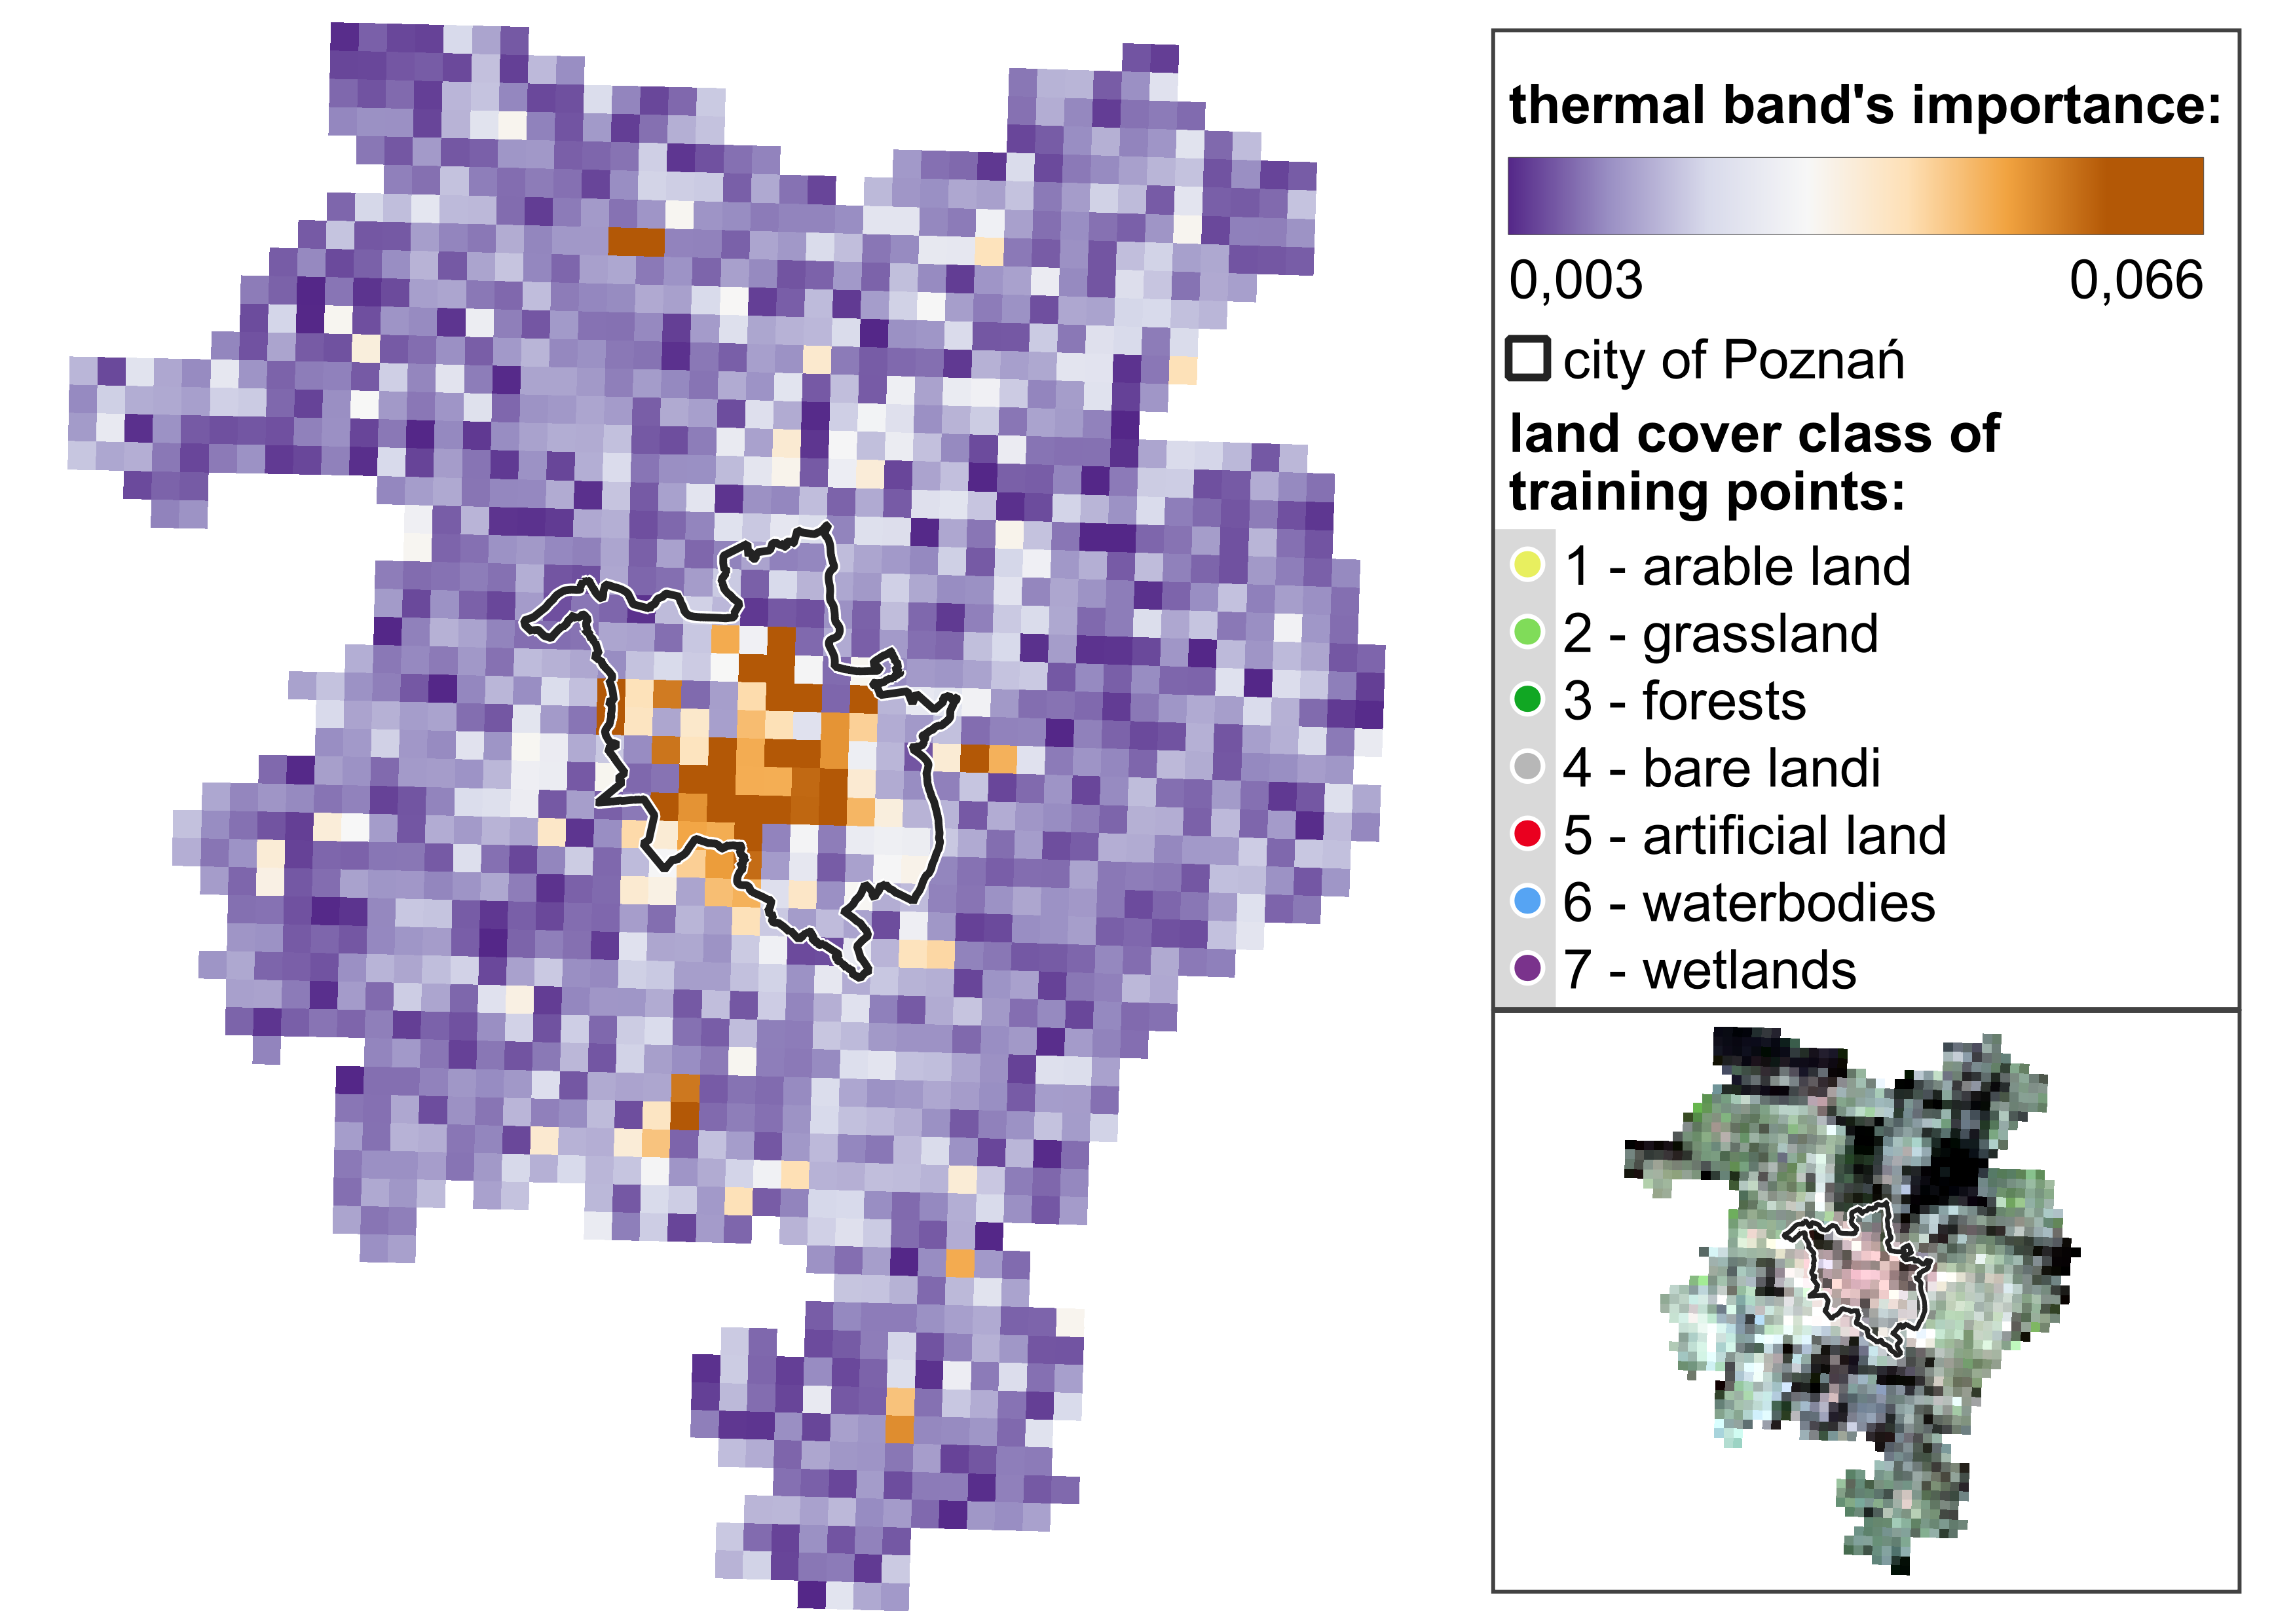 thermal band's importance:
0,003 0,066
city of Poznań
land cover class of
training points:
1 - arable land
2 - grassland
3 - forests
4 - bare landi
5 - artificial land
6 - waterbodies
7 - wetlands